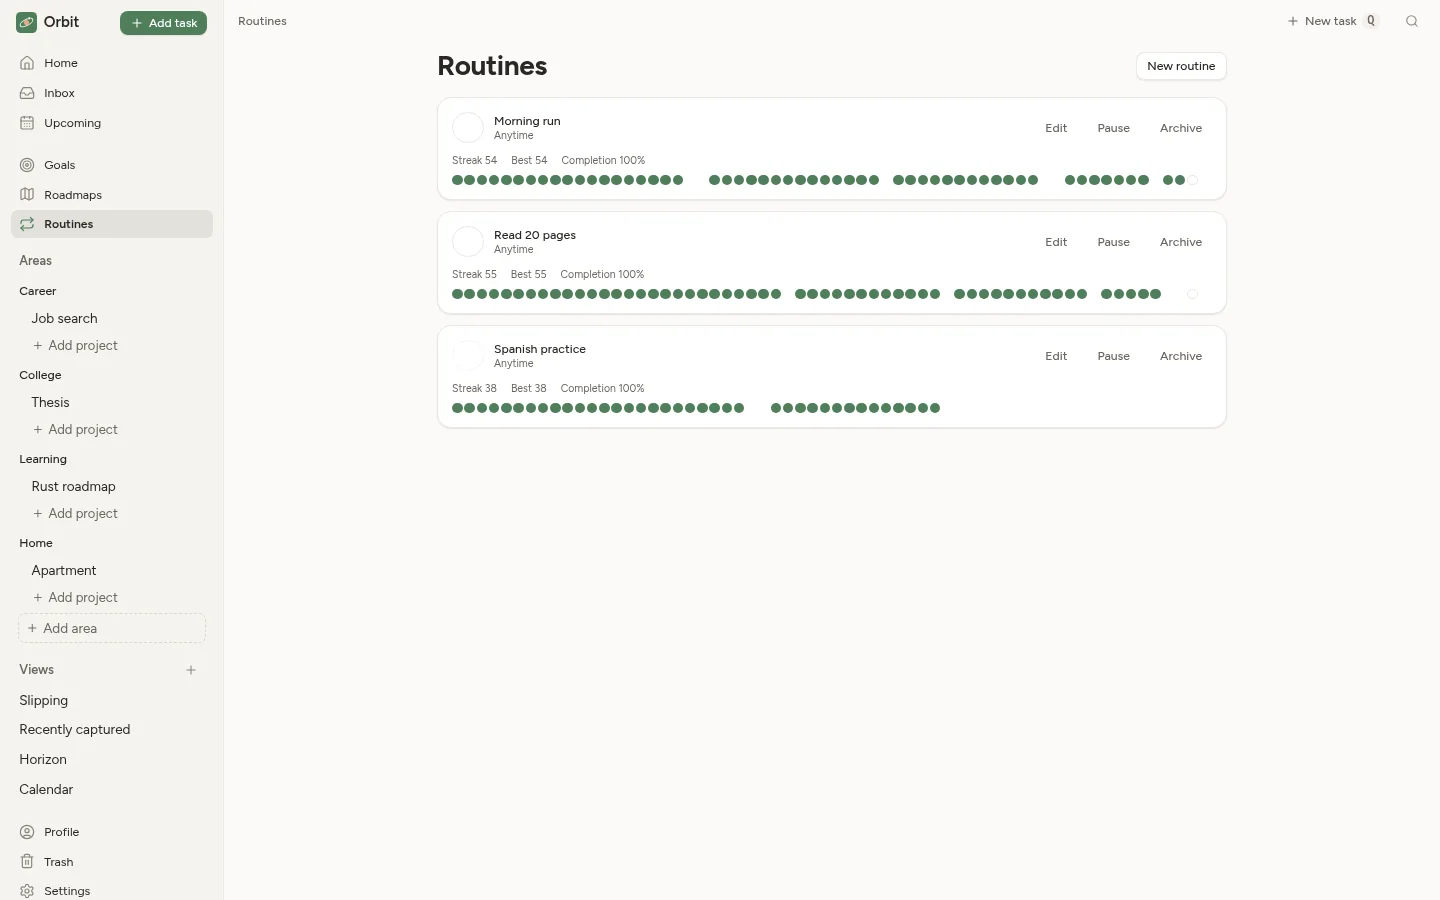 Orbit
Add task
Home
Inbox
Upcoming
Goals
Roadmaps
Routines
Areas
Career
Job search
Add project
College
Thesis
Add project
Learning
Rust roadmap
Add project
Home
Apartment
Add project
Add area
Views
Slipping
Recently captured
Horizon
Calendar
Profile
Trash
Settings
Routines
New task Q
Routines
New routine
Morning run
Anytime
Edit Pause Archive
Streak 54 Best 54 Completion 100%
Read 20 pages
Anytime
Edit Pause Archive
Streak 55 Best 55 Completion 100%
Spanish practice
Anytime
Edit Pause Archive
Streak 38 Best 38 Completion 100%